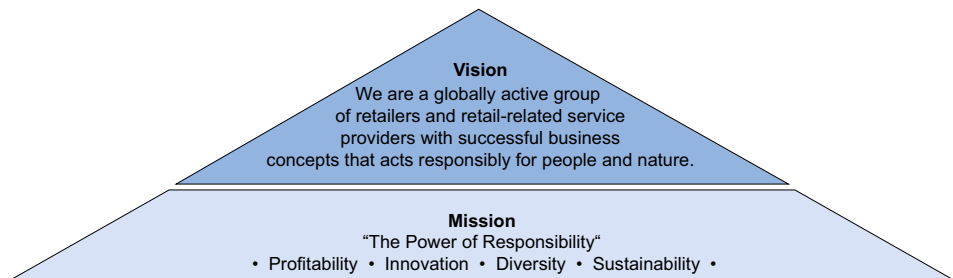 Vision
We are a globally active group
of retailers and retail-related service
providers with successful business
concepts that acts responsibly for people and nature.
Mission
“The Power of Responsibility“
• Profitability • Innovation • Diversity • Sustainability •